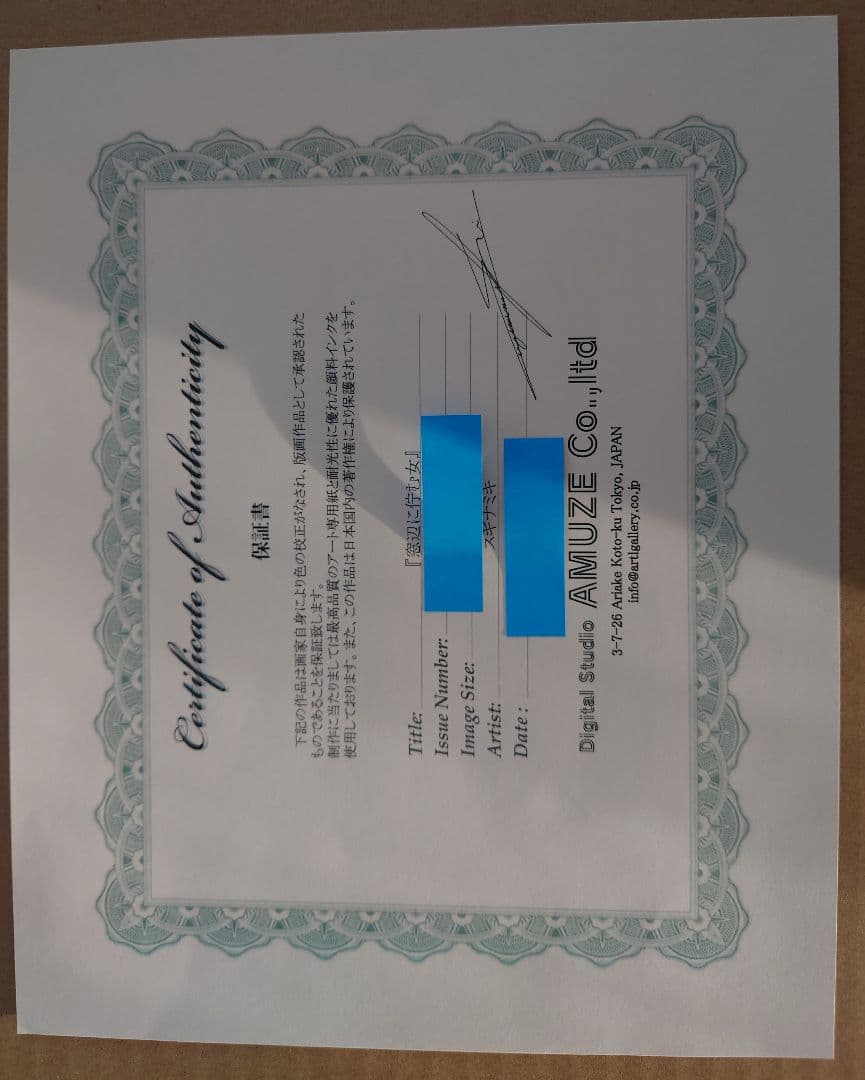 Certificate of Authenticity
保証書
下記の作品は画家自身により色の校正がなされ、版画作品として承認された
ものであることを保証致します。
制作に当たりましては最高品質のアート専用紙と耐光性に優れた顔料インクを
使用しております。また、この作品は日本国内の著作権により保護されています。
Title: 『窓辺に佇む女』
Issue Number:
Image Size:
Artist: スギナミキ
Date :
Digital Studio AMUZE Co.,ltd
3-7-26 Ariake Koto-ku Tokyo, JAPAN
info@art1gallery.co.jp